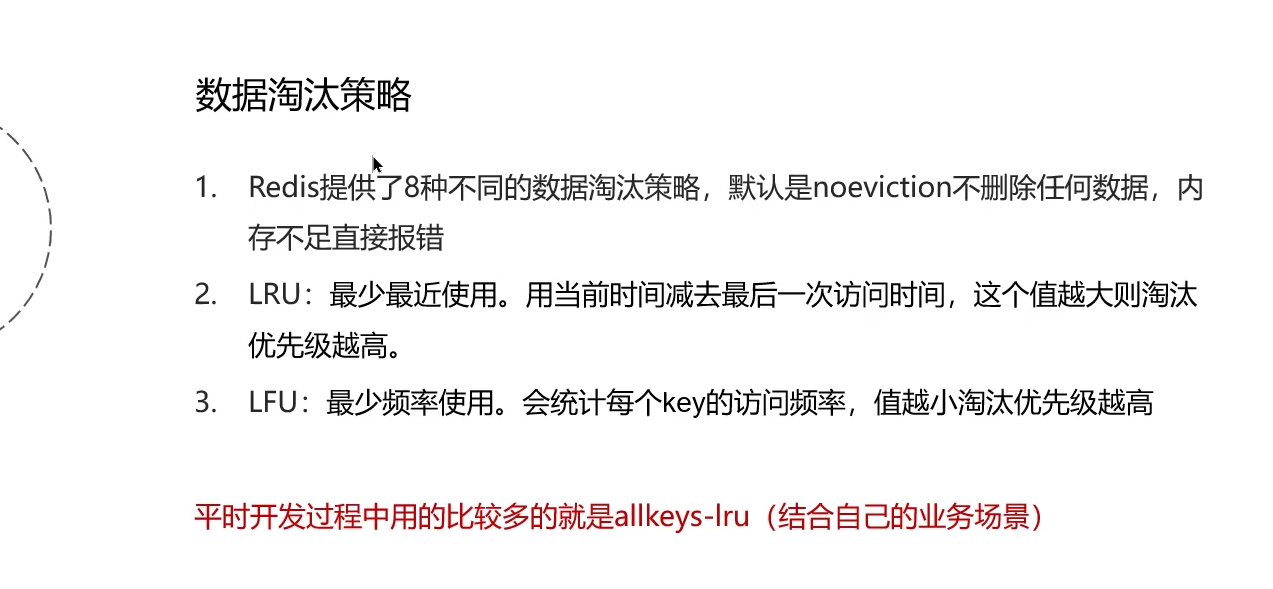 数据淘汰策略
1. Redis提供了8种不同的数据淘汰策略，默认是noeviction不删除任何数据，内
存不足直接报错
2. LRU：最少最近使用。用当前时间减去最后一次访问时间，这个值越大则淘汰
优先级越高。
3. LFU：最少频率使用。会统计每个key的访问频率，值越小淘汰优先级越高
平时开发过程中用的比较多的就是allkeys-lru（结合自己的业务场景）